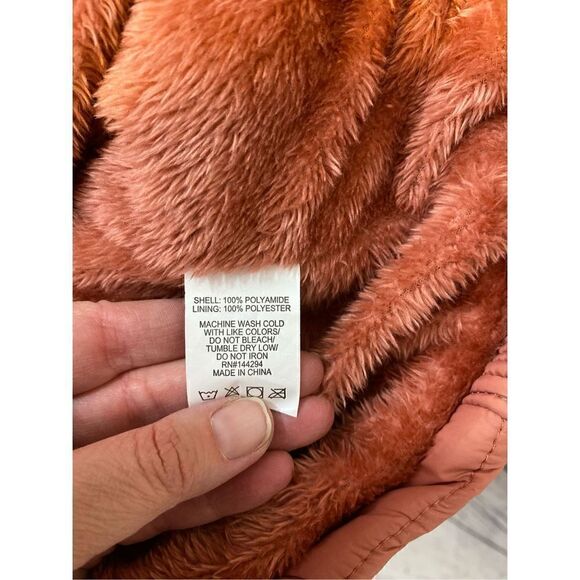 SHELL: 100% POLYAMIDE
LINING: 100% POLYESTER
MACHINE WASH COLD
WITH LIKE COLORS/
DO NOT BLEACH/
TUMBLE DRY LOW/
DO NOT IRON
RN#144294
MADE IN CHINA